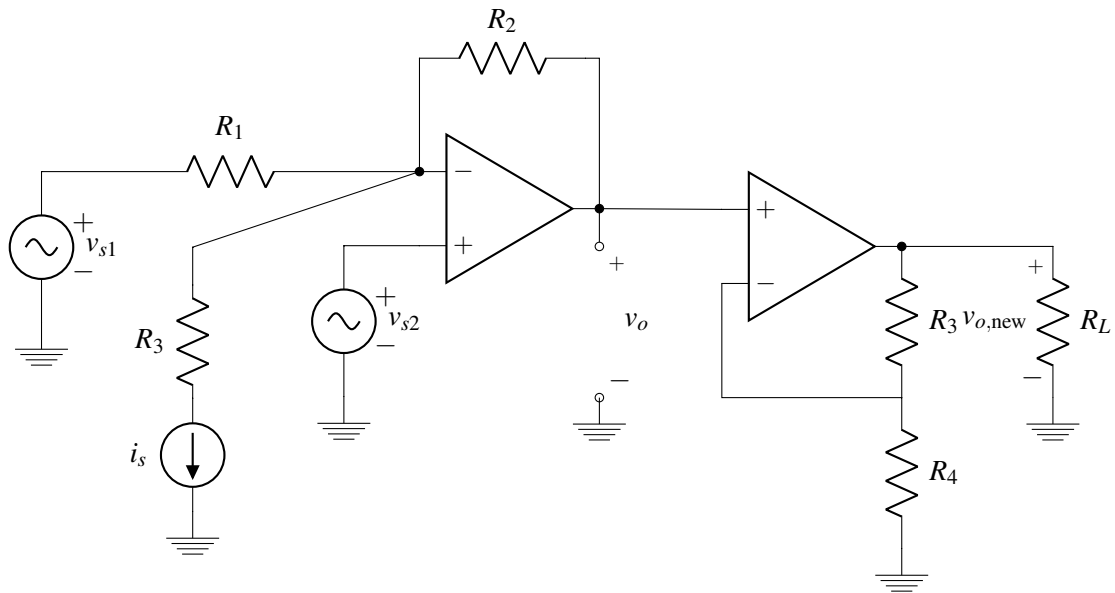 R2
R1
−
+
vs1
−
+
+
vs2
−
R3
is
+
vo
−
+
−
R3
vo,new
+
−
RL
R4